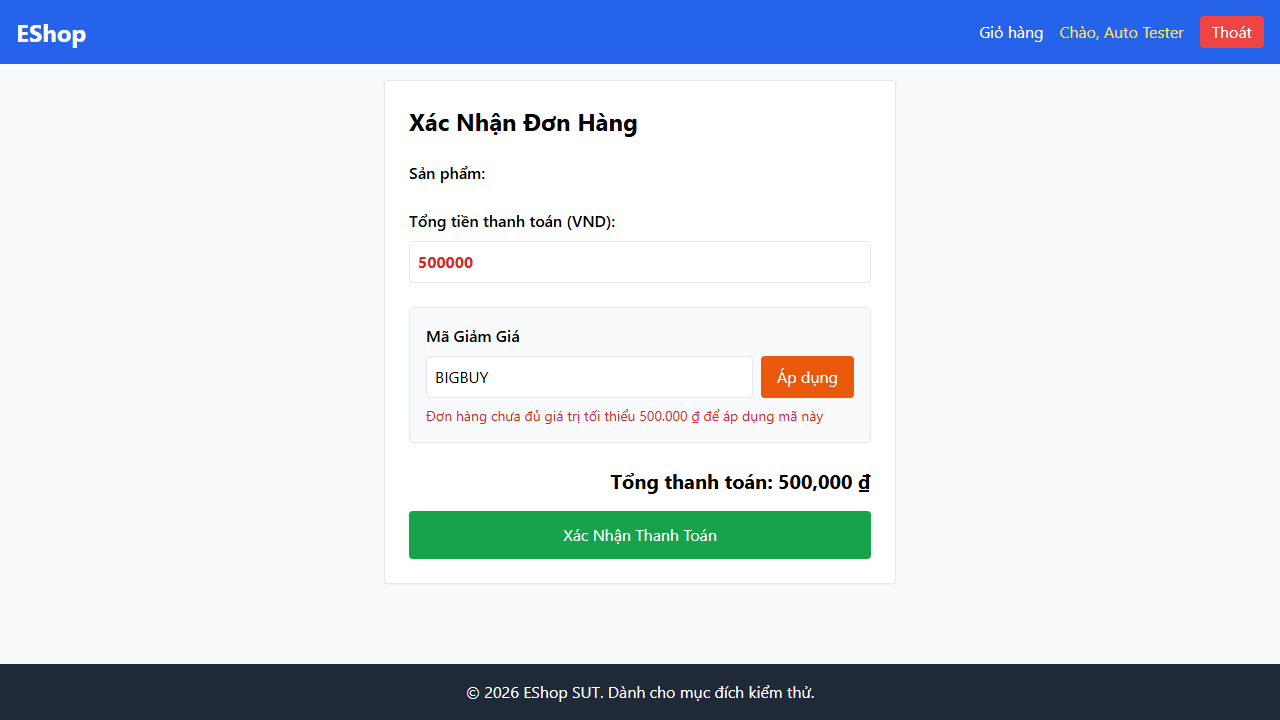 EShop
Giỏ hàng
Chào, Auto Tester
Thoát
Xác Nhận Đơn Hàng
Sản phẩm:
Tổng tiền thanh toán (VND):
500000
Mã Giảm Giá
BIGBUY
Áp dụng
Đơn hàng chưa đủ giá trị tối thiểu 500.000 ₫ để áp dụng mã này
Tổng thanh toán: 500,000 ₫
Xác Nhận Thanh Toán
© 2026 EShop SUT. Dành cho mục đích kiểm thử.